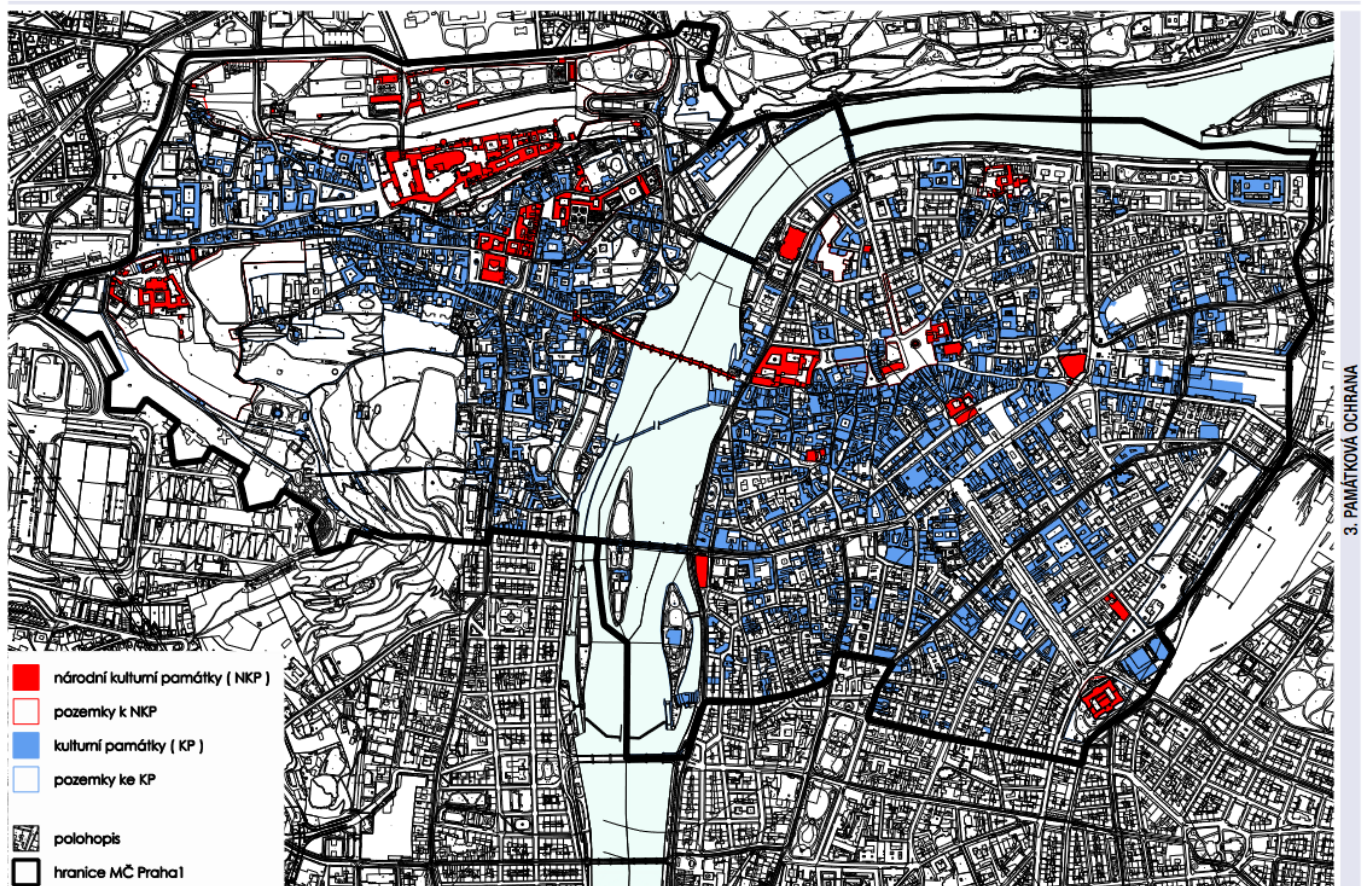 národní kulturní památky ( NKP )
pozemky k NKP
kulturní památky ( KP )
pozemky ke KP
polohopis
hranice MČ Praha1
3. PAMÁTKOVÁ OCHRANA